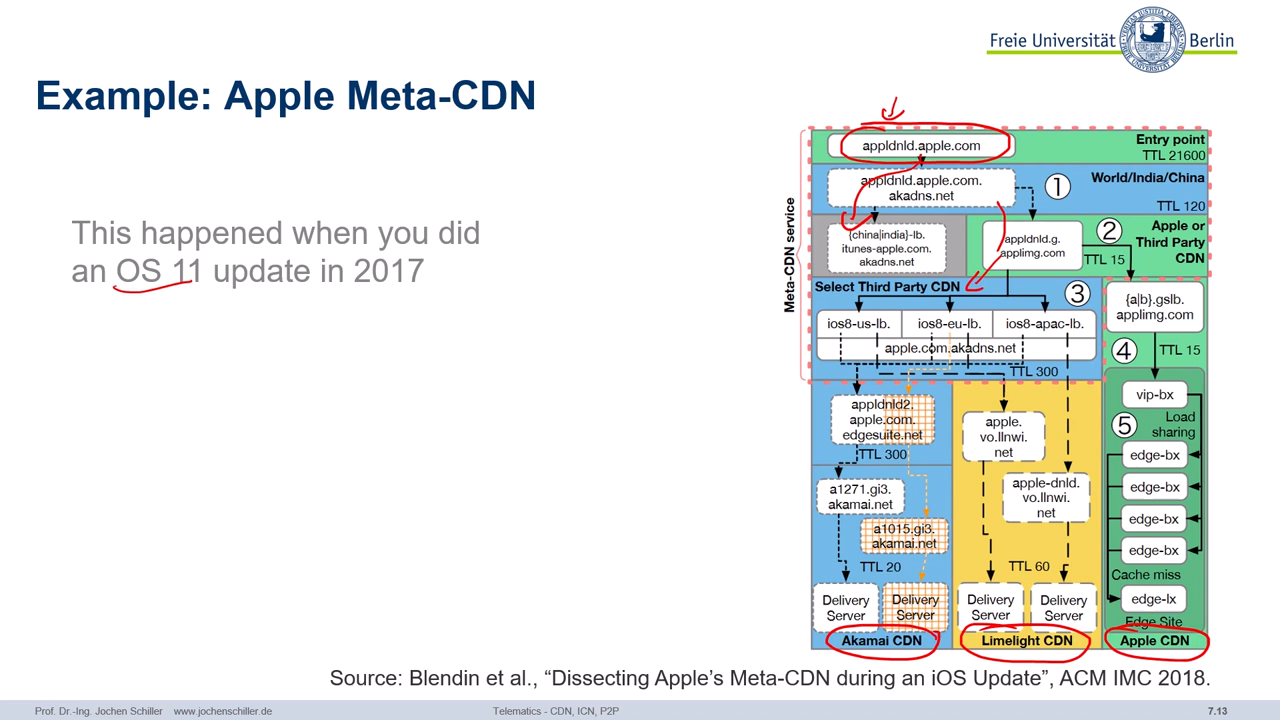 Freie Universität Berlin
Example: Apple Meta-CDN
This happened when you did
an OS 11 update in 2017
Meta-CDN service
appldnld.apple.com
Entry point
TTL 21600
appldnld.apple.com.
akadns.net
1
World/India/China
TTL 120
{china|india}-lb.
itunes-apple.com.
akadns.net
appldnld.g.
applimg.com
2
Apple or
Third Party
CDN
TTL 15
Select Third Party CDN
3
ios8-us-lb.
ios8-eu-lb.
ios8-apac-lb.
apple.com.akadns.net
TTL 300
{a|b}.gslb.
applimg.com
4
TTL 15
appldnld2.
apple.com.
edgesuite.net
TTL 300
a1271.gi3.
akamai.net
a1015.gi3.
akamai.net
TTL 20
Delivery
Server
Delivery
Server
Akamai CDN
apple.
vo.llnwi.
net
apple-dnld.
vo.llnwi.
net
TTL 60
Delivery
Server
Delivery
Server
Limelight CDN
vip-bx
5
Load
sharing
edge-bx
edge-bx
edge-bx
edge-bx
Cache miss
edge-lx
Edge Site
Apple CDN
Source: Blendin et al., “Dissecting Apple’s Meta-CDN during an iOS Update”, ACM IMC 2018.
Prof. Dr.-Ing. Jochen Schiller www.jochenschiller.de
Telematics - CDN, ICN, P2P
7.13